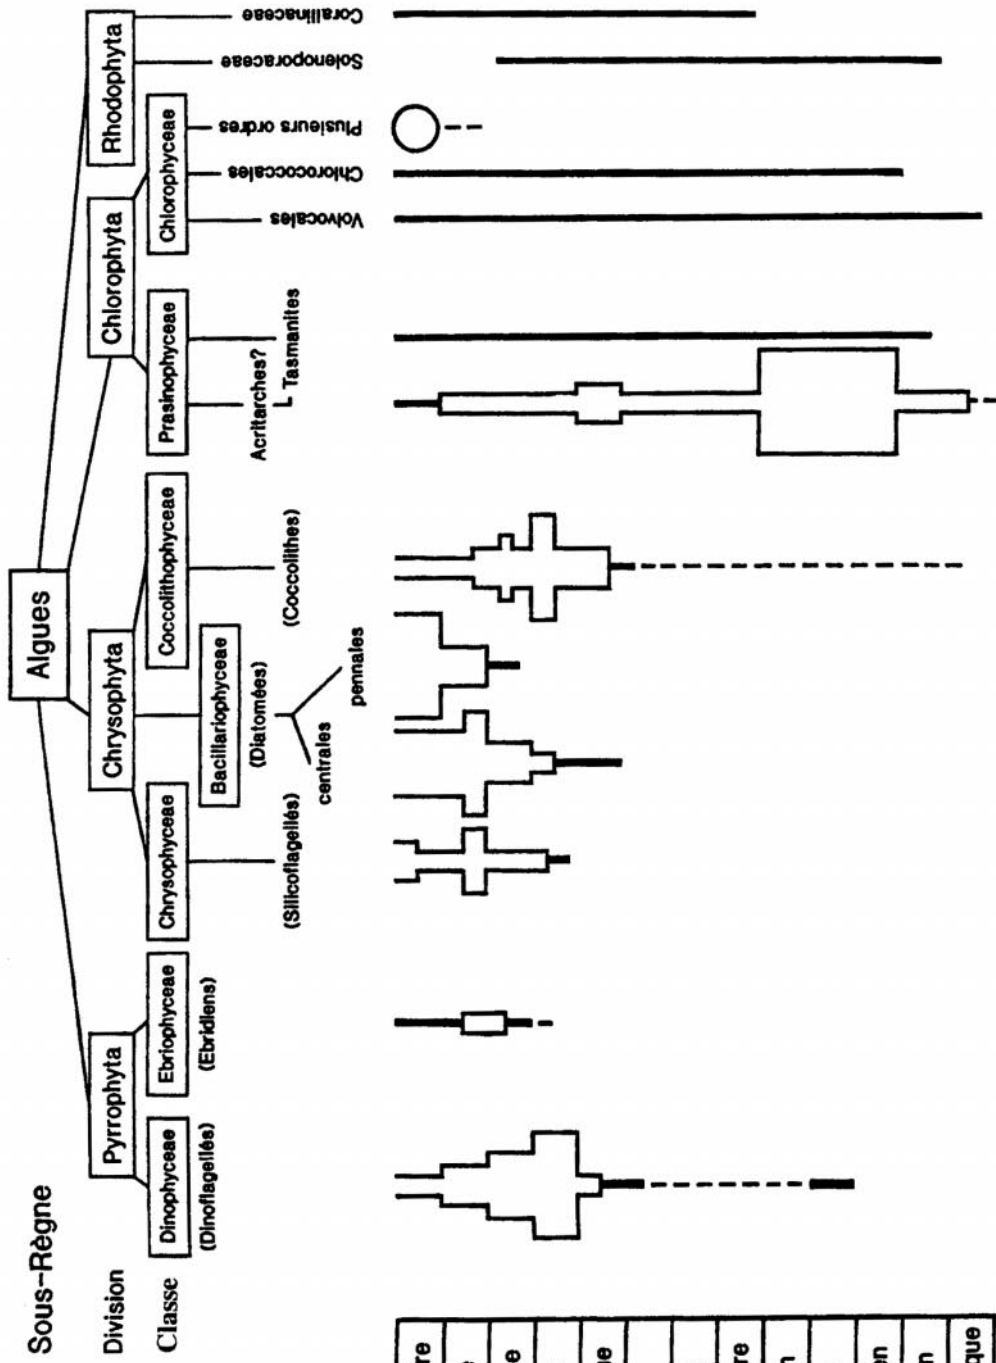 Sous-Règne
Algues
Division
Pyrrophyta
Chrysophyta
Chlorophyta
Rhodophyta
Classe
Dinophyceae
Ebriophyceae
Chrysophyceae
Coccolithophyceae
Prasinophyceae
Chlorophyceae
(Dinoflagellés)
(Ebridiens)
Bacillariophyceae
(Diatomées)
Acritarches?
Tasmanites
(Silicoflagellés)
(Coccolithes)
centrales
pennales
Volvocales
Chlorococcales
Plusieurs ordres
Solenoporaceae
Corallinaceae